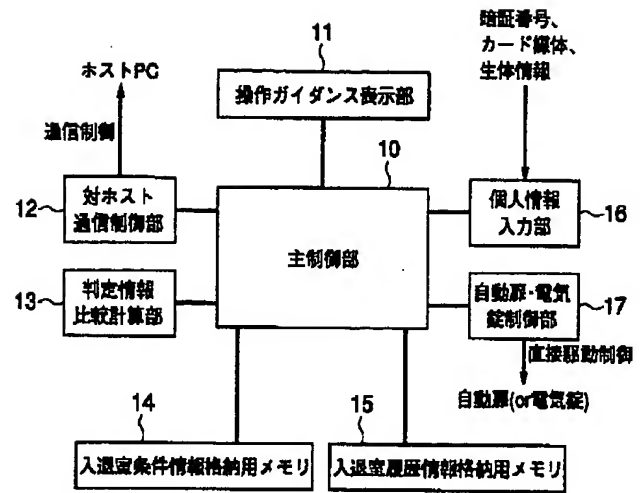 11
暗証番号、
カード媒体、
生体情報
ホストPC
操作ガイダンス表示部
通信制御
10
12
対ホスト
通信制御部
主制御部
個人情報
入力部
16
13
判定情報
比較計算部
自動扉・電気
錠制御部
17
直接駆動制御
自動扉(or電気錠)
14
15
入退室条件情報格納用メモリ
入退室履歴情報格納用メモリ